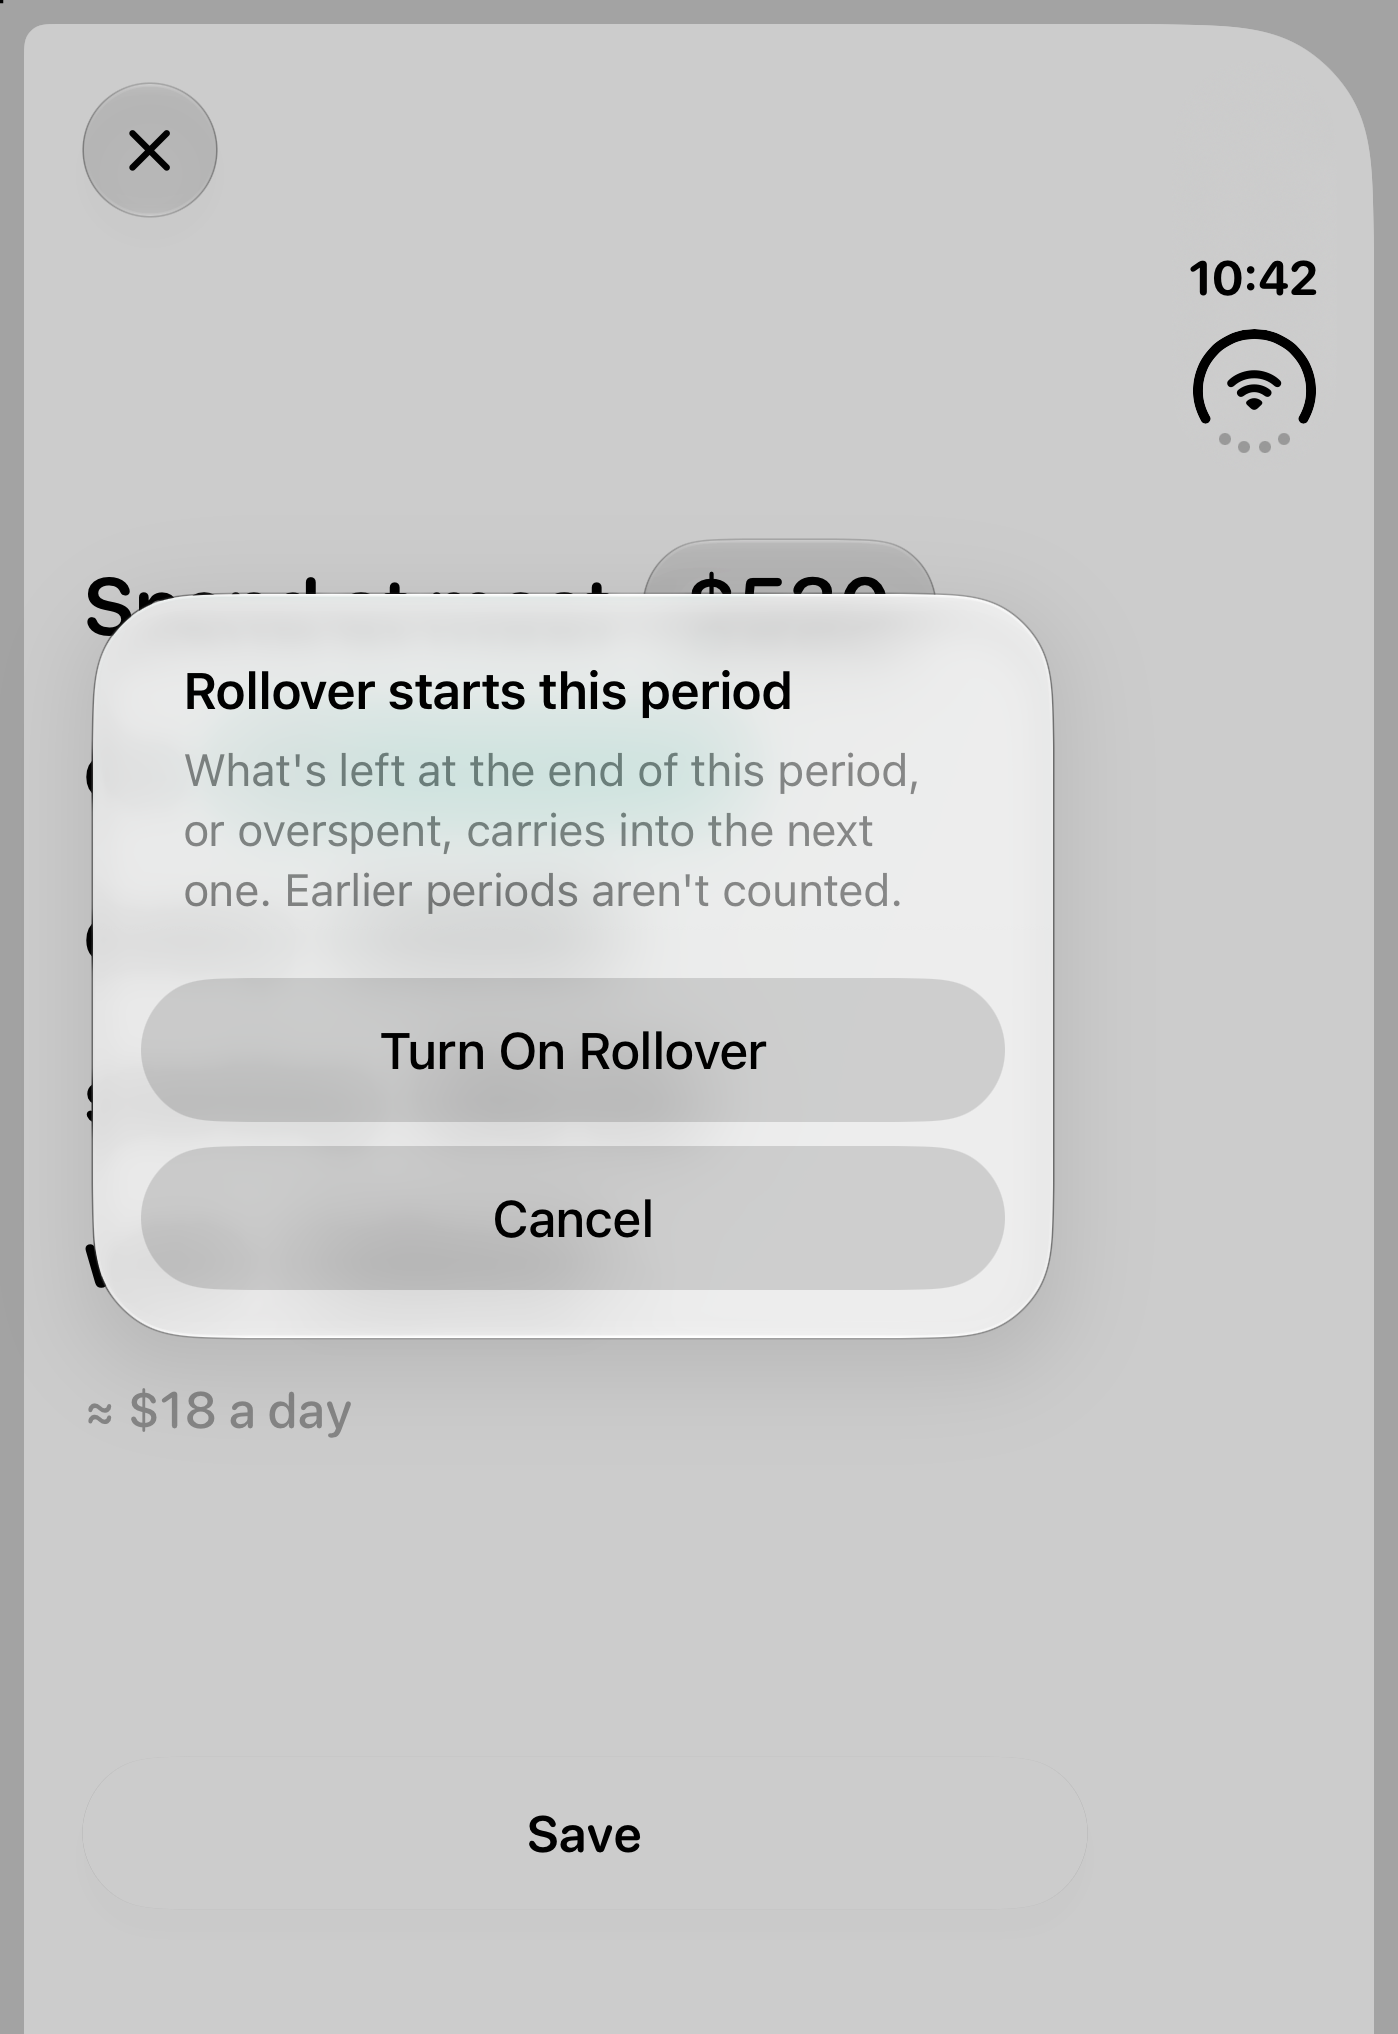 10:42
Rollover starts this period
What's left at the end of this period,
or overspent, carries into the next
one. Earlier periods aren't counted.
Turn On Rollover
Cancel
≈ $18 a day
Save